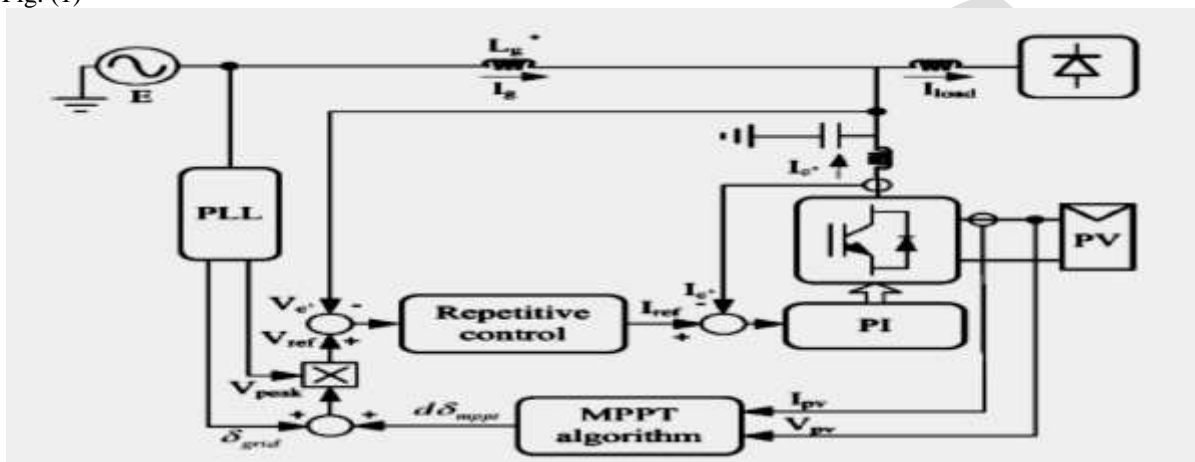 Fig. (1)
Lg
E
Ig
Iload
Ic
PLL
PV
Vc
-
Ic
-
Repetitive
control
Iref
+
PI
Vref
+
Vpeak
Ipv
+
+
dδmppt
MPPT
algorithm
Vpv
δgrid